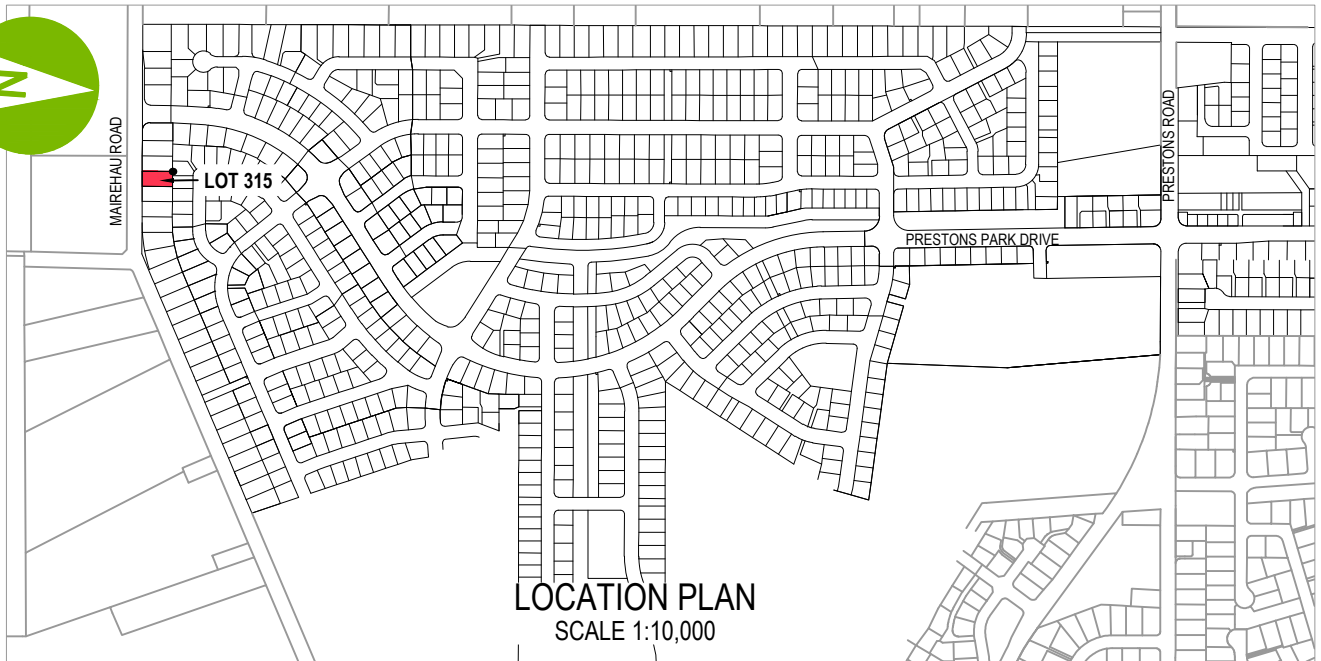 N
MAIREHAU ROAD
LOT 315
PRESTONS ROAD
PRESTONS PARK DRIVE
LOCATION PLAN
SCALE 1:10,000